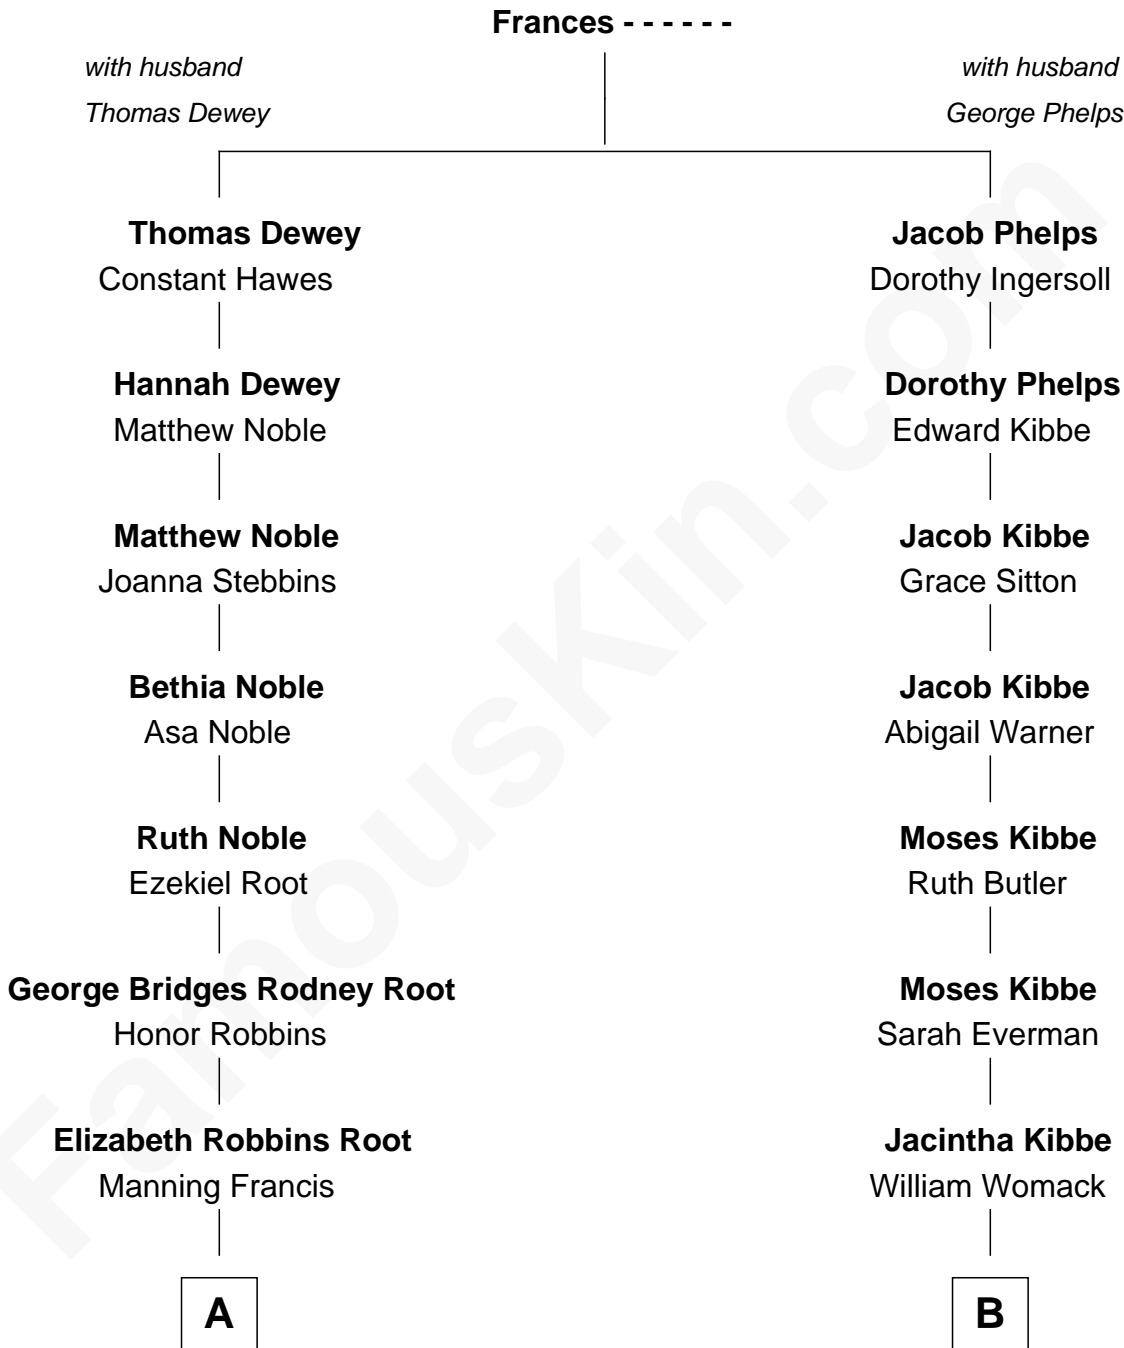 Frances - - - - - -
with husband
Thomas Dewey
with husband
George Phelps
Thomas Dewey
Constant Hawes
Jacob Phelps
Dorothy Ingersoll
Hannah Dewey
Matthew Noble
Dorothy Phelps
Edward Kibbe
Matthew Noble
Joanna Stebbins
Jacob Kibbe
Grace Sitton
Bethia Noble
Asa Noble
Jacob Kibbe
Abigail Warner
Ruth Noble
Ezekiel Root
Moses Kibbe
Ruth Butler
George Bridges Rodney Root
Honor Robbins
Moses Kibbe
Sarah Everman
Elizabeth Robbins Root
Manning Francis
Jacintha Kibbe
William Womack
A
B
FamousKin.com